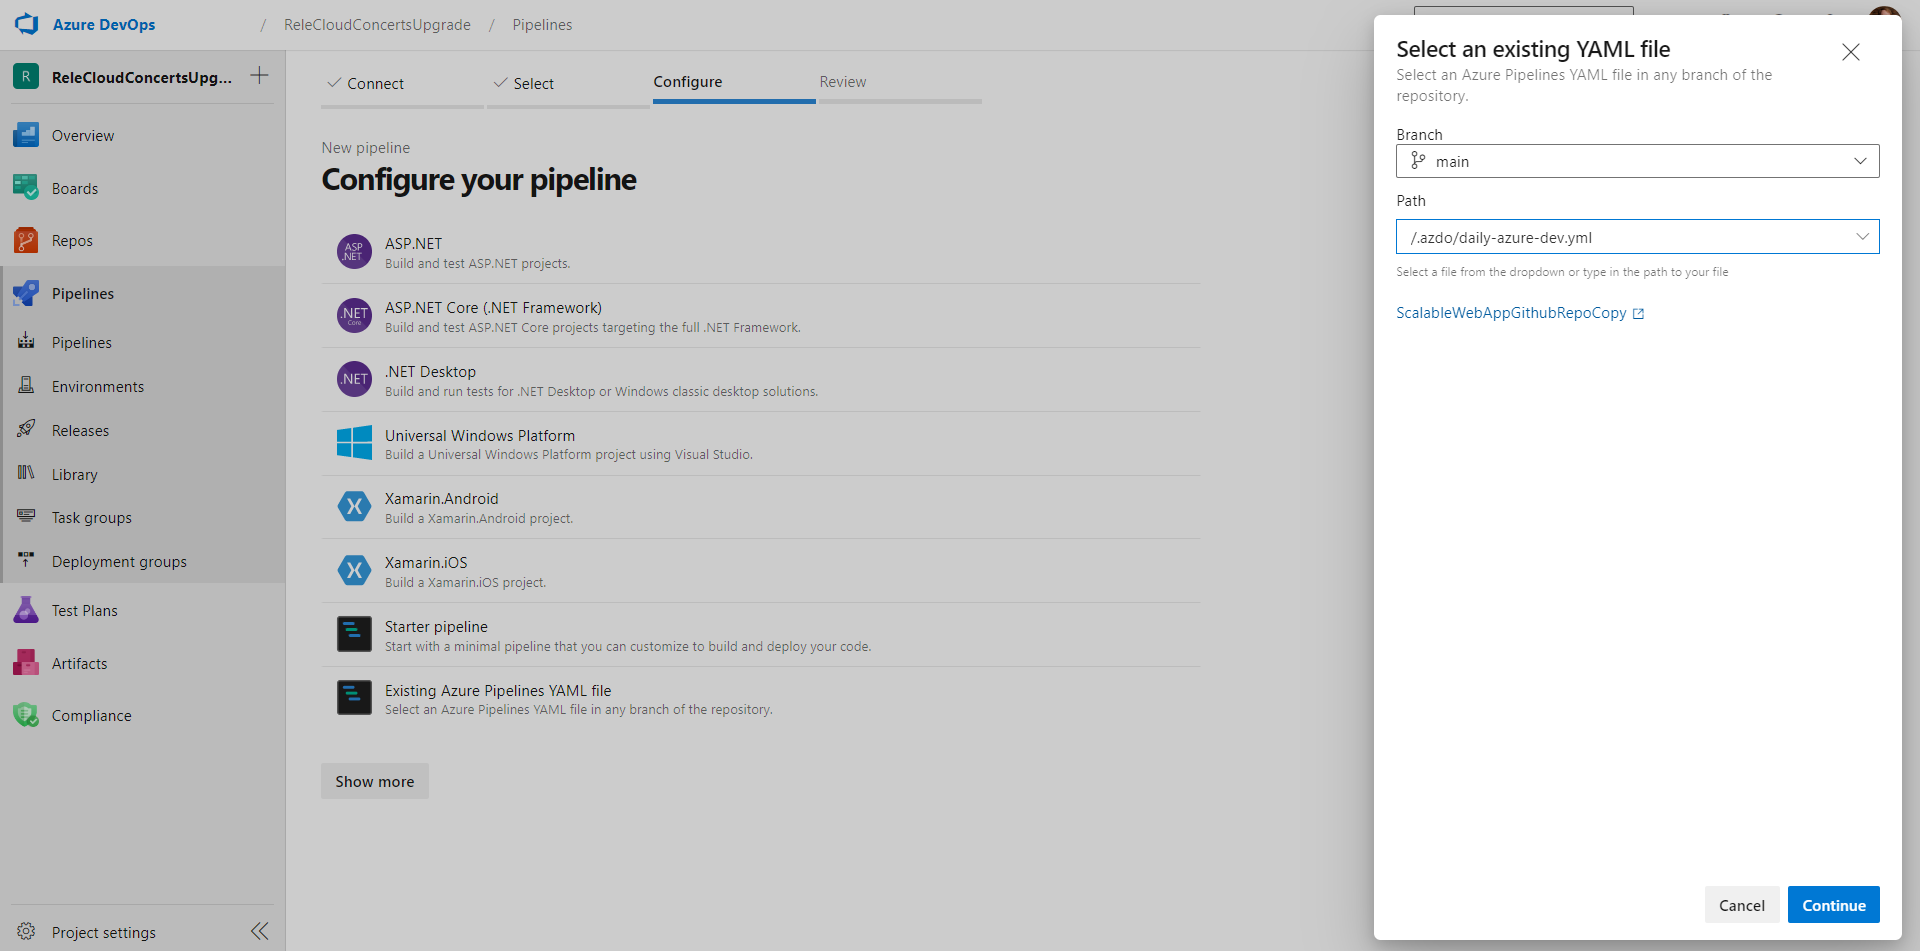 Azure DevOps / ReleCloudConcertsUpgrade / Pipelines
R ReleCloudConcertsUpg...
Overview
Boards
Repos
Pipelines
Pipelines
Environments
Releases
Library
Task groups
Deployment groups
Test Plans
Artifacts
Compliance
Project settings
Connect Select Configure Review
New pipeline
Configure your pipeline
ASP
.NET
ASP.NET
Build and test ASP.NET projects.
.NET
Core
ASP.NET Core (.NET Framework)
Build and test ASP.NET Core projects targeting the full .NET Framework.
.NET
.NET Desktop
Build and run tests for .NET Desktop or Windows classic desktop solutions.
Universal Windows Platform
Build a Universal Windows Platform project using Visual Studio.
Xamarin.Android
Build a Xamarin.Android project.
Xamarin.iOS
Build a Xamarin.iOS project.
Starter pipeline
Start with a minimal pipeline that you can customize to build and deploy your code.
Existing Azure Pipelines YAML file
Select an Azure Pipelines YAML file in any branch of the repository.
Show more
Select an existing YAML file
Select an Azure Pipelines YAML file in any branch of the
repository.
Branch
main
Path
/.azdo/daily-azure-dev.yml
Select a file from the dropdown or type in the path to your file
ScalableWebAppGithubRepoCopy
Cancel Continue